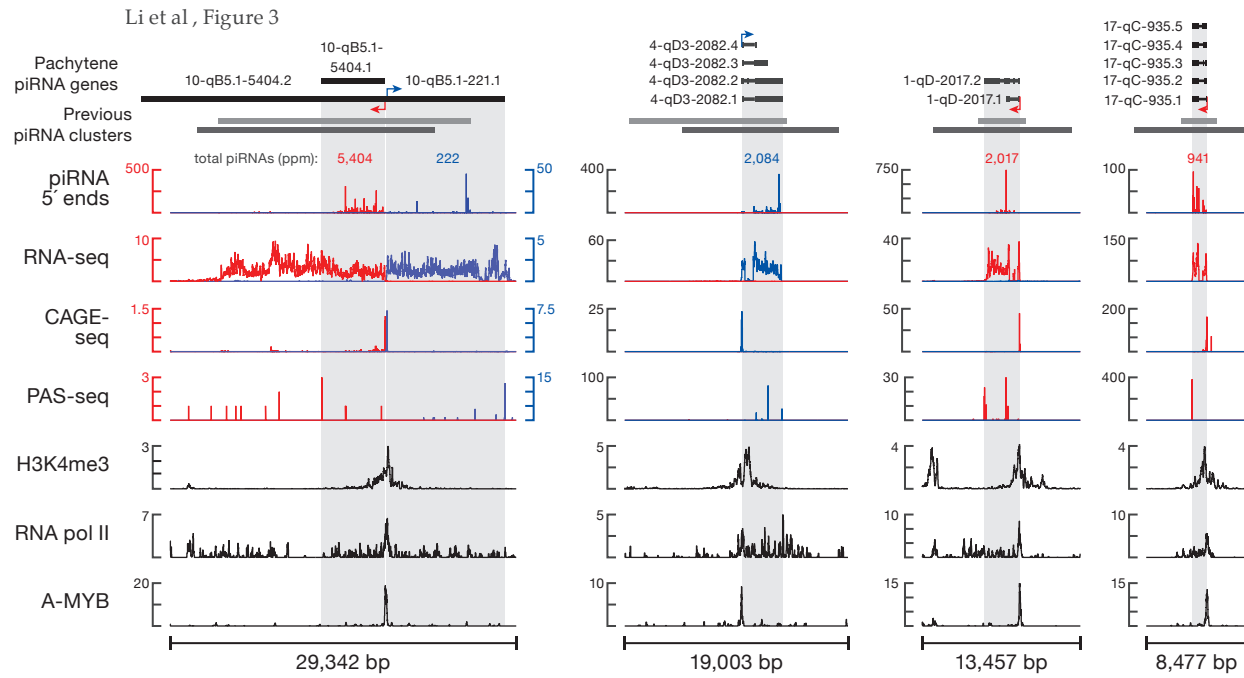 Li et al , Figure 3
Pachytene
piRNA genes
10-qB5.1-
5404.1
10-qB5.1-5404.2
10-qB5.1-221.1
4-qD3-2082.4
4-qD3-2082.3
4-qD3-2082.2
4-qD3-2082.1
1-qD-2017.2
1-qD-2017.1
17-qC-935.5
17-qC-935.4
17-qC-935.3
17-qC-935.2
17-qC-935.1
Previous
piRNA clusters
total piRNAs (ppm):
5,404
222
2,084
2,017
941
piRNA
5´ ends
500
50
400
750
100
RNA-seq
10
5
60
40
150
CAGE-
seq
1.5
7.5
25
50
200
PAS-seq
3
15
100
30
400
H3K4me3
3
5
4
4
RNA pol II
7
5
10
10
A-MYB
20
10
15
15
29,342 bp
19,003 bp
13,457 bp
8,477 bp